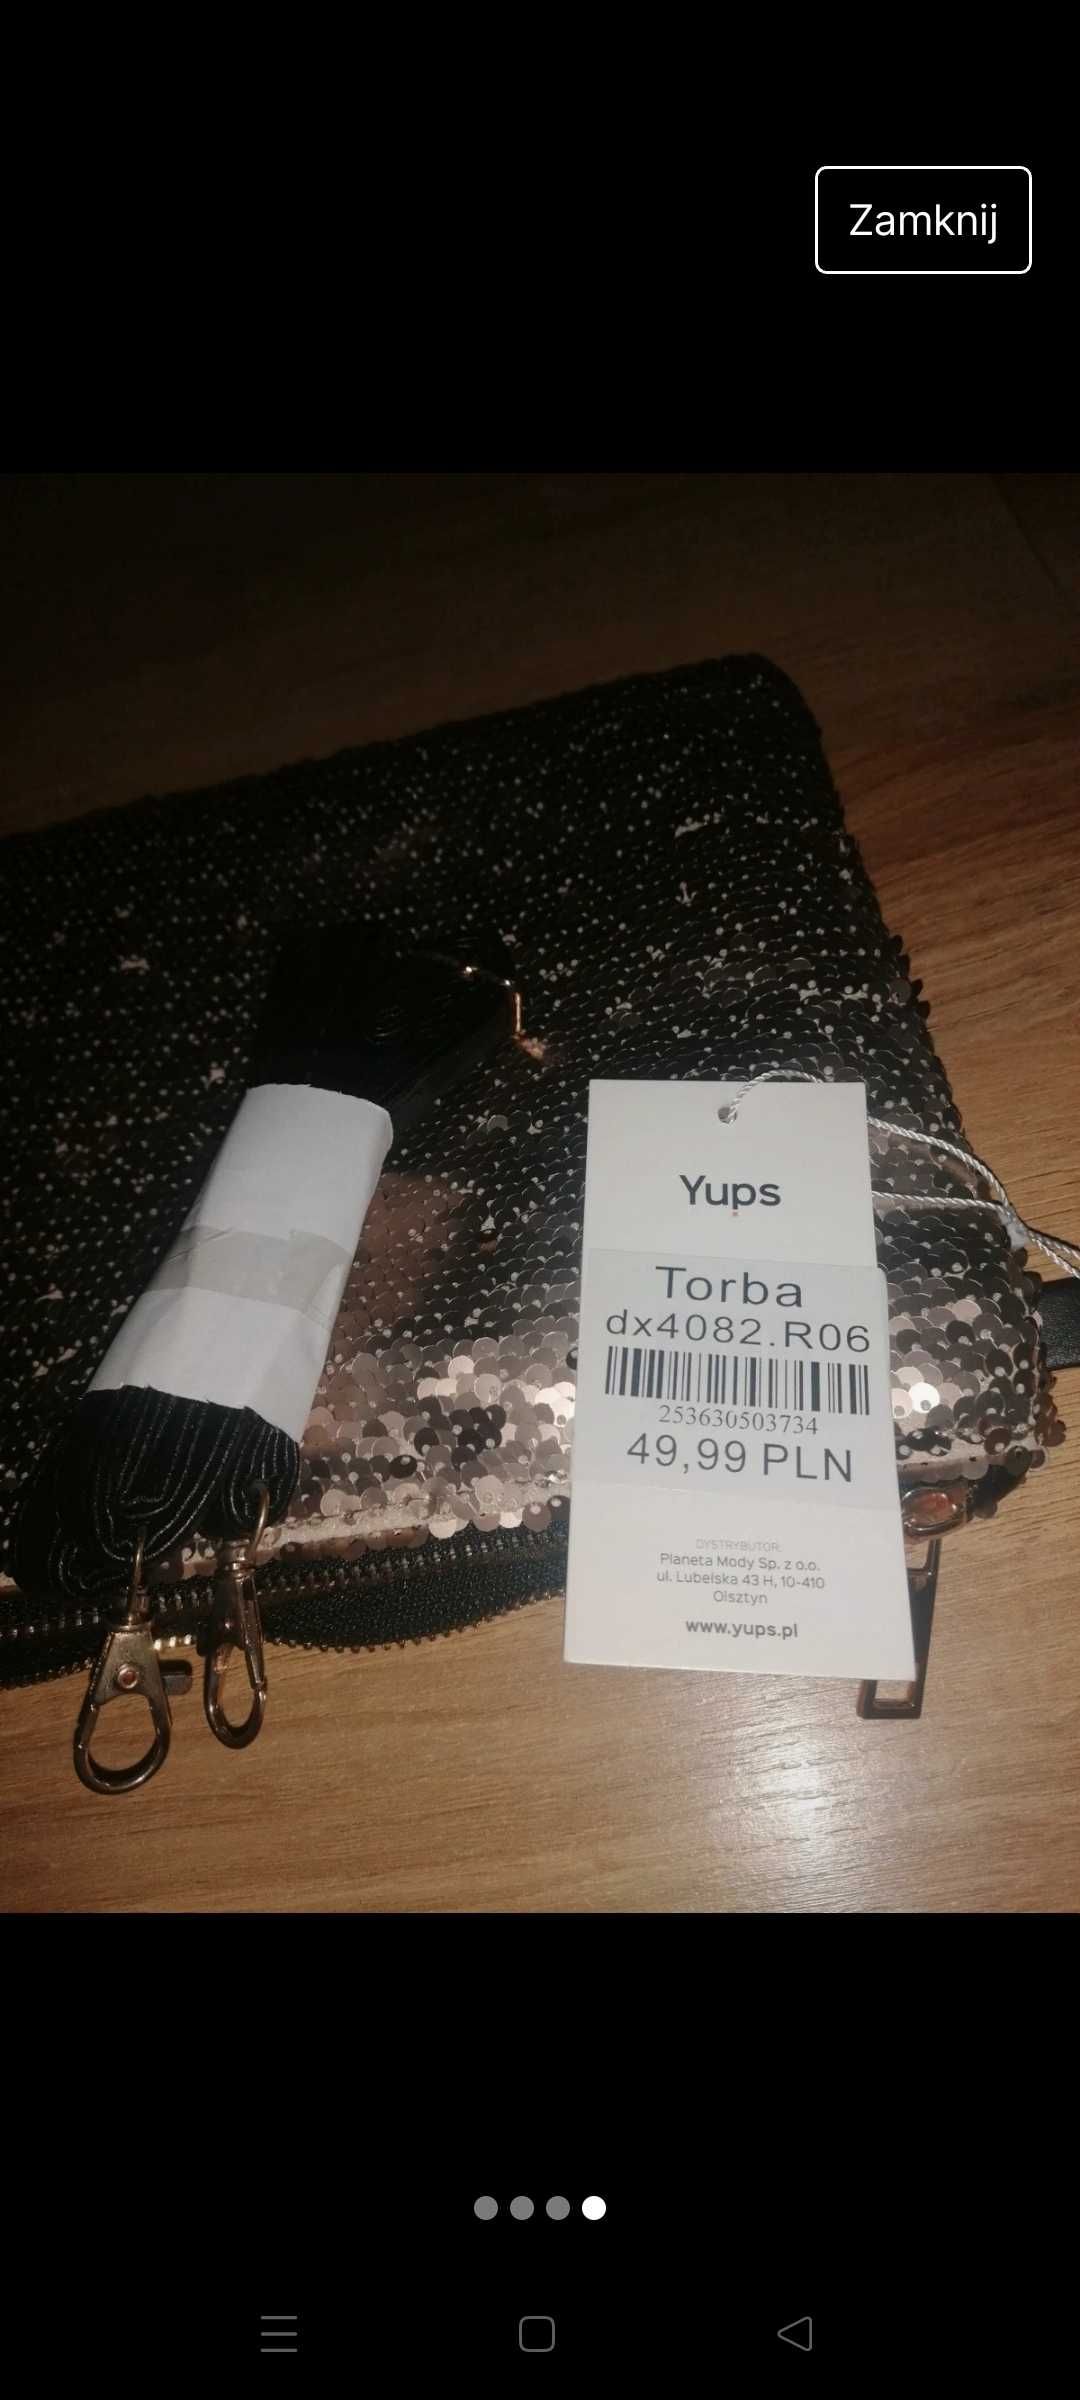 Zamknij
Yups
Torba
dx4082.R06
253630503734
49,99 PLN
DYSTRYBUTOR:
Planeta Mody Sp. z o.o.
ul. Lubelska 43 H, 10-410
Olsztyn
www.yups.pl